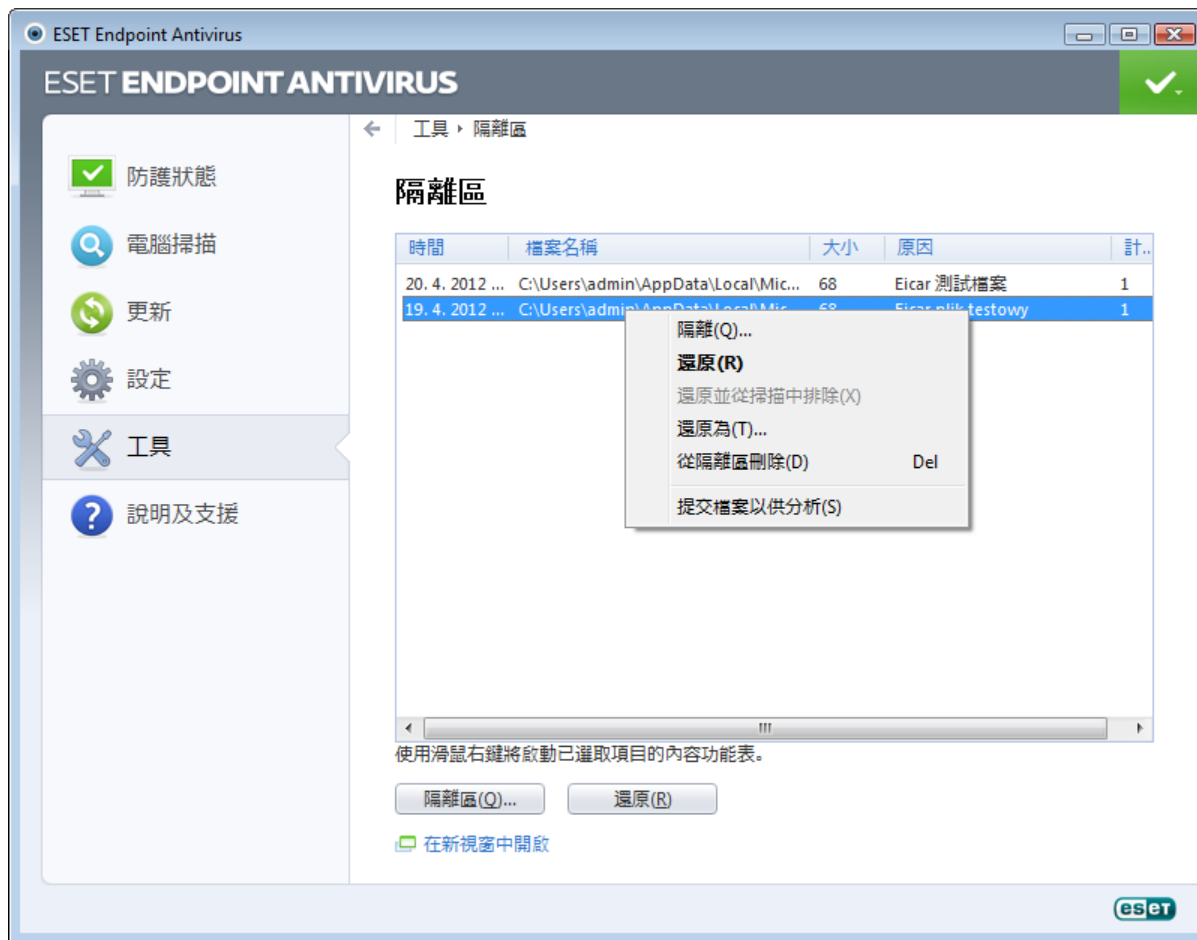 ESET Endpoint Antivirus
ESET ENDPOINT ANTIVIRUS
工具 ▸ 隔離區
防護狀態
電腦掃描
更新
設定
工具
說明及支援
隔離區
時間 檔案名稱 大小 原因 計..
20. 4. 2012 ... C:\Users\admin\AppData\Local\Mic... 68 Eicar 測試檔案 1
19. 4. 2012 ... C:\Users\admin\AppData\Local\Mic... 68 Eicar plik testowy 1
隔離(Q)...
還原(R)
還原並從掃描中排除(X)
還原為(T)...
從隔離區刪除(D) Del
提交檔案以供分析(S)
使用滑鼠右鍵將啟動已選取項目的內容功能表。
隔離區(Q)... 還原(R)
在新視窗中開啟
eseT